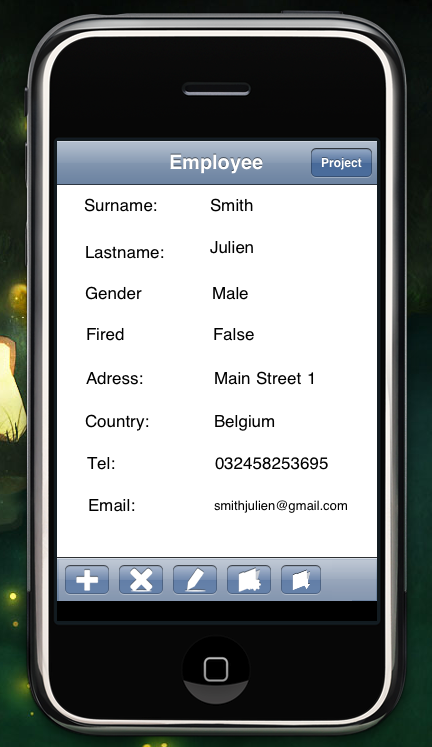 Employee Project
Surname: Smith
Lastname: Julien
Gender Male
Fired False
Adress: Main Street 1
Country: Belgium
Tel: 032458253695
Email: smithjulien@gmail.com